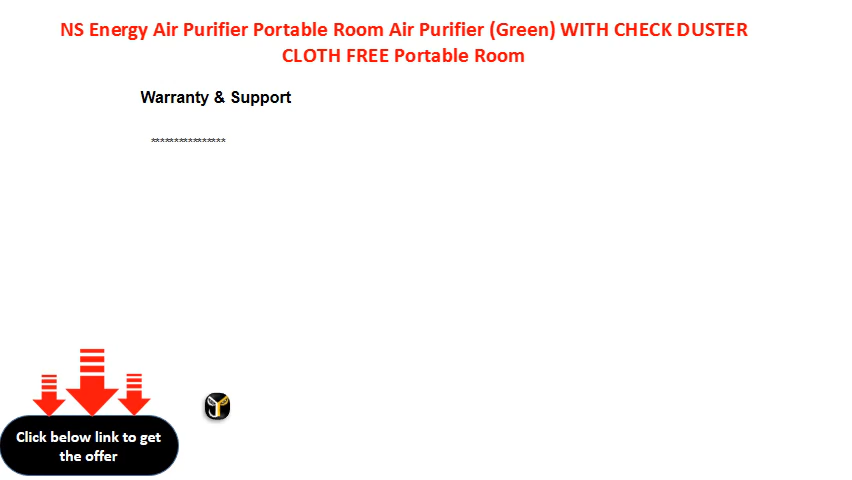 NS Energy Air Purifier Portable Room Air Purifier (Green) WITH CHECK DUSTER
CLOTH FREE Portable Room
Warranty & Support
***************
Click below link to get
the offer